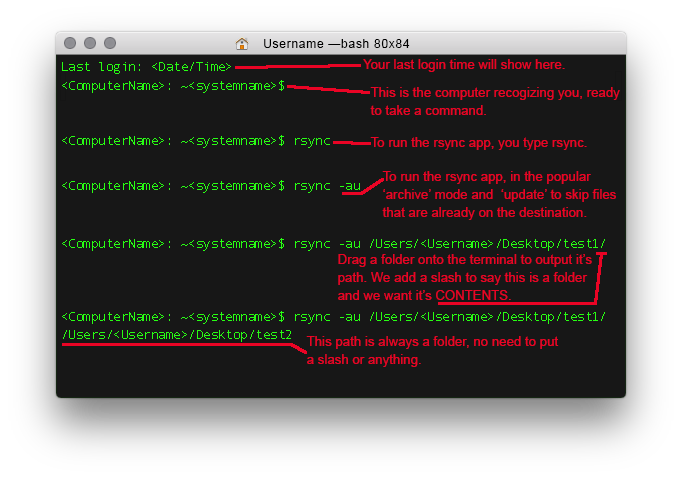 Username —bash 80x84
Last login: <Date/Time>
Your last login time will show here.
<ComputerName>: ~<systemname>$
This is the computer recogizing you, ready
to take a command.
<ComputerName>: ~<systemname>$ rsync
To run the rsync app, you type rsync.
<ComputerName>: ~<systemname>$ rsync -au
To run the rsync app, in the popular
‘archive’ mode and ‘update’ to skip files
that are already on the destination.
<ComputerName>: ~<systemname>$ rsync -au /Users/<Username>/Desktop/test1/
Drag a folder onto the terminal to output it's
path. We add a slash to say this is a folder
and we want it's CONTENTS.
<ComputerName>: ~<systemname>$ rsync -au /Users/<Username>/Desktop/test1/
/Users/<Username>/Desktop/test2
This path is always a folder, no need to put
a slash or anything.